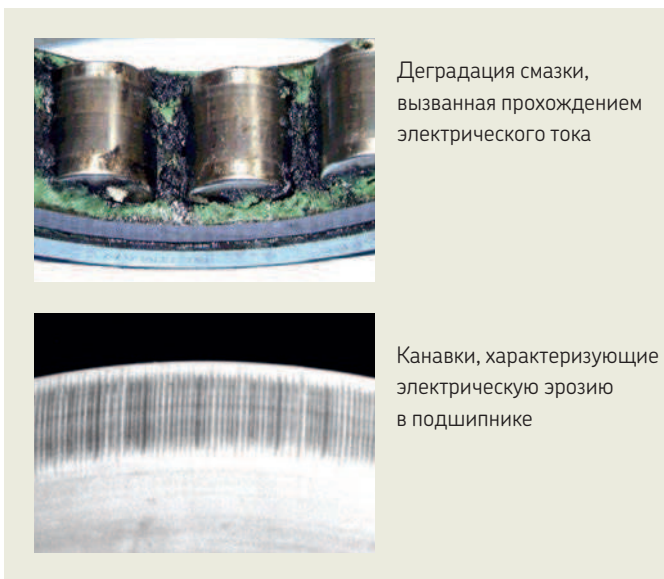 Деградация смазки,
вызванная прохождением
электрического тока
Канавки, характеризующие
электрическую эрозию
в подшипнике